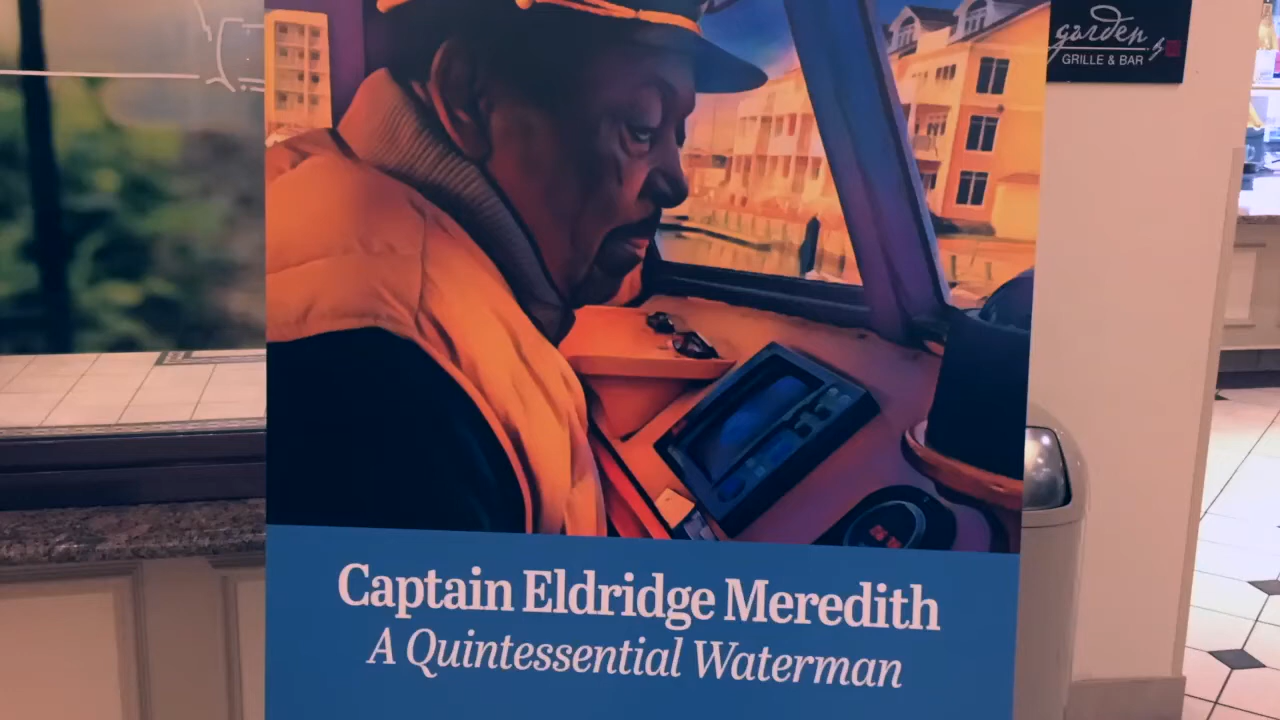 garden
GRILLE & BAR
Captain Eldridge Meredith
A Quintessential Waterman